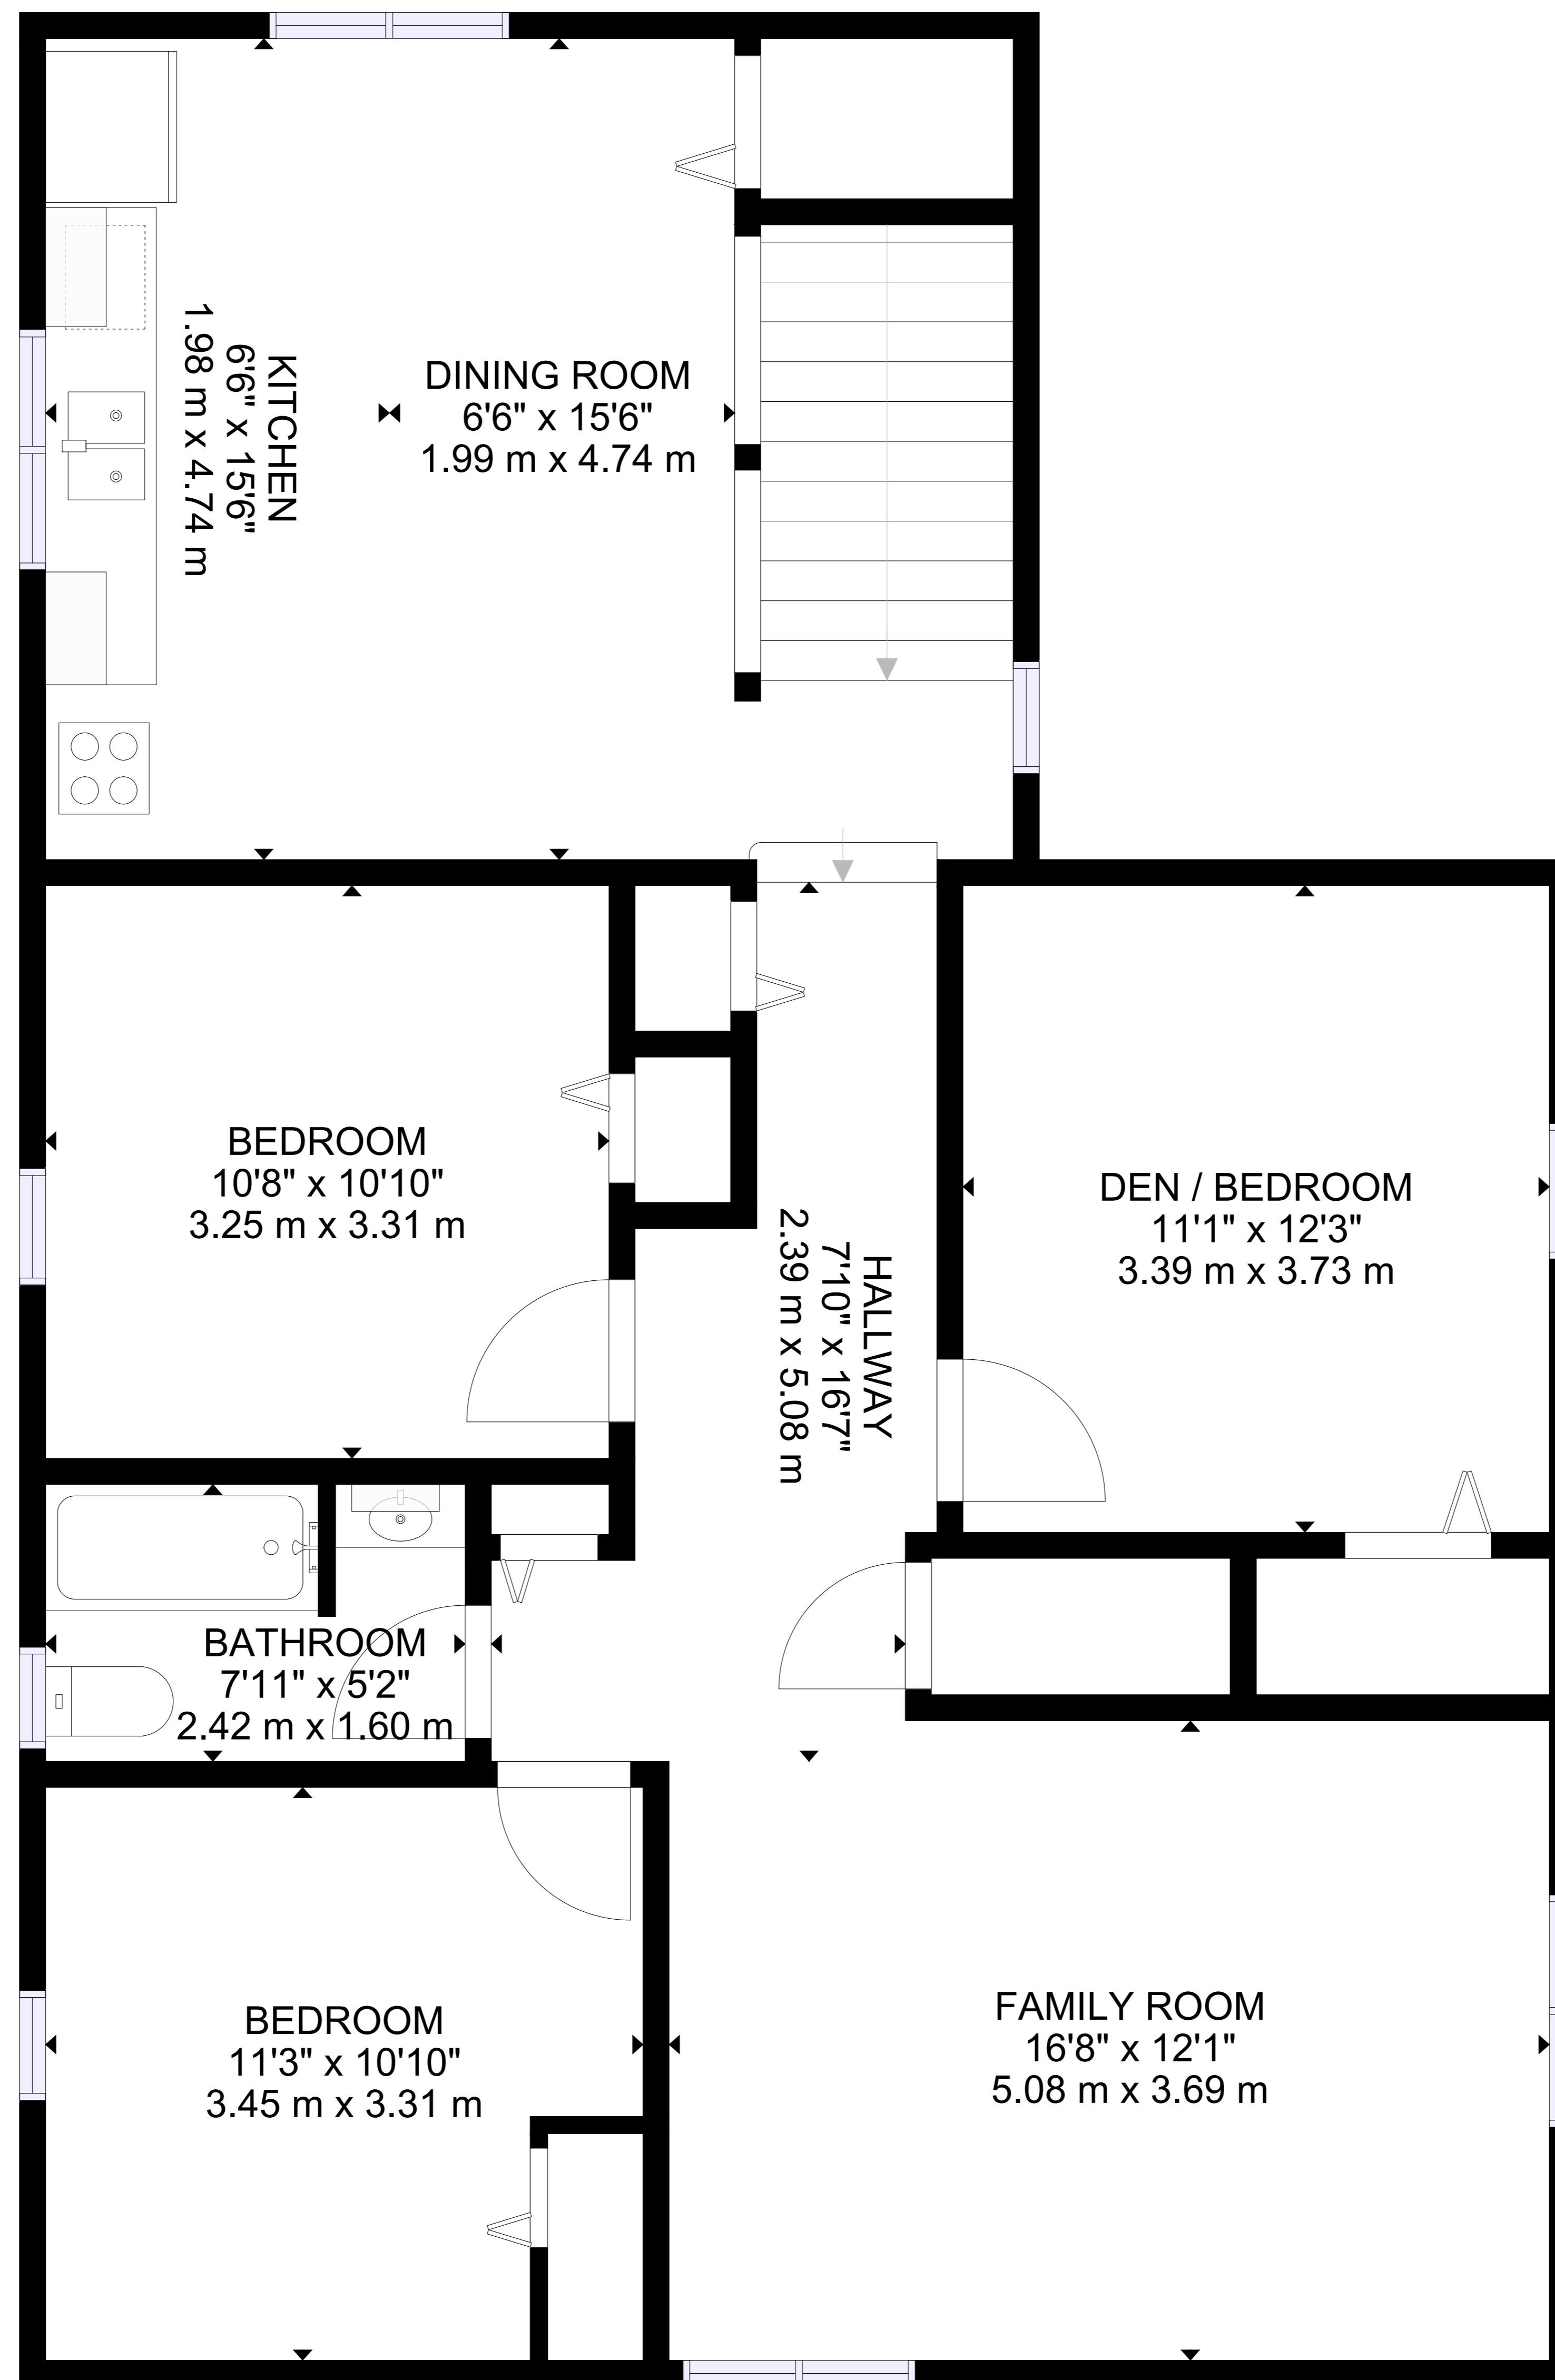 KITCHEN
6'6" x 15'6"
1.98 m x 4.74 m
DINING ROOM
6'6" x 15'6"
1.99 m x 4.74 m
BEDROOM
10'8" x 10'10"
3.25 m x 3.31 m
DEN / BEDROOM
11'1" x 12'3"
3.39 m x 3.73 m
HALLWAY
7'10" x 16'7"
2.39 m x 5.08 m
BATHROOM
7'11" x 5'2"
2.42 m x 1.60 m
BEDROOM
11'3" x 10'10"
3.45 m x 3.31 m
FAMILY ROOM
16'8" x 12'1"
5.08 m x 3.69 m